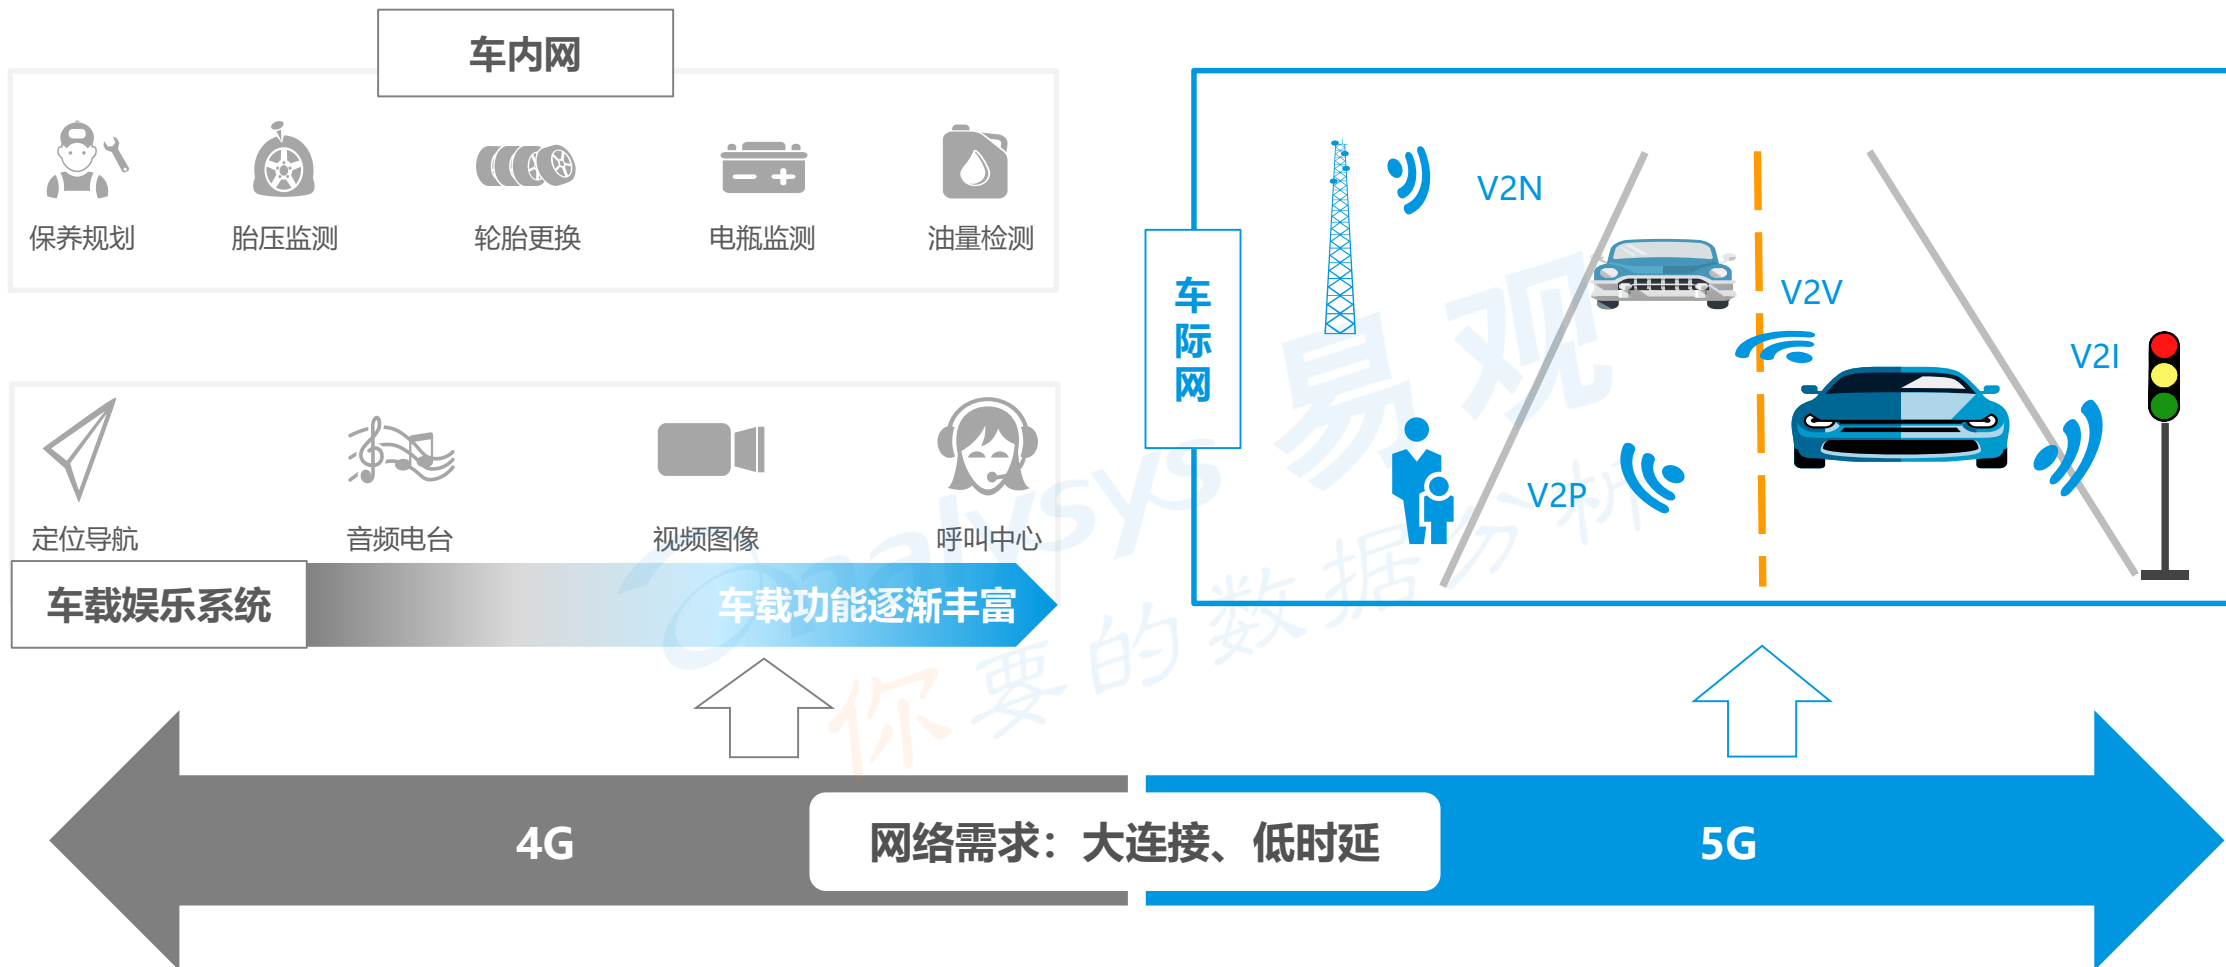 车内网
保养规划
胎压监测
轮胎更换
电瓶监测
油量检测
定位导航
音频电台
视频图像
呼叫中心
车载娱乐系统
车载功能逐渐丰富
车际网
V2N
V2V
V2I
V2P
analysys 易观
你要的数据分析
4G
网络需求：大连接、低时延
5G